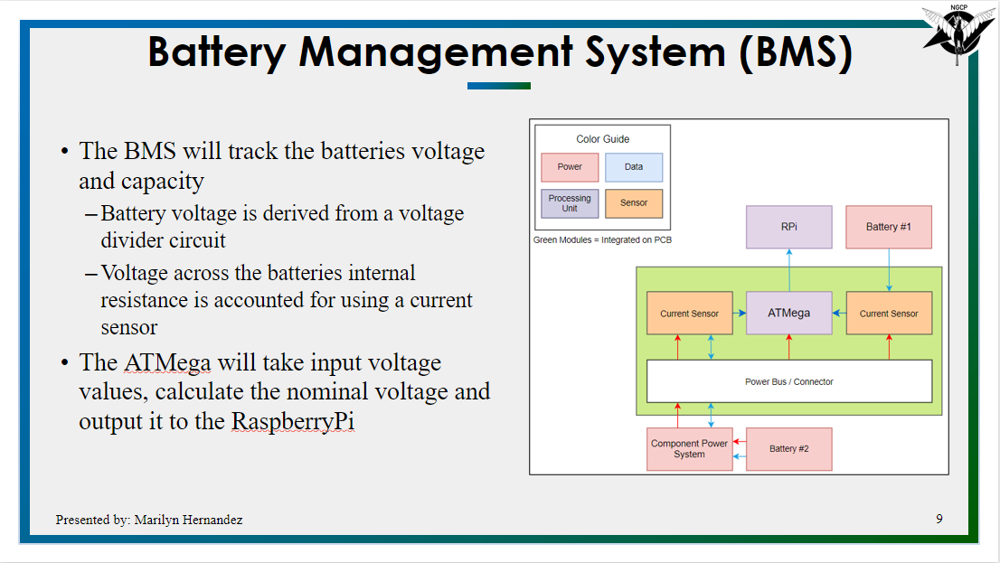 NGCP
Battery Management System (BMS)
• The BMS will track the batteries voltage
and capacity
– Battery voltage is derived from a voltage
divider circuit
– Voltage across the batteries internal
resistance is accounted for using a current
sensor
• The ATMega will take input voltage
values, calculate the nominal voltage and
output it to the RaspberryPi
Color Guide
Power
Data
Processing
Unit
Sensor
Green Modules = Integrated on PCB
RPi
Battery #1
Current Sensor
ATMega
Current Sensor
Power Bus / Connector
Component Power
System
Battery #2
Presented by: Marilyn Hernandez
9